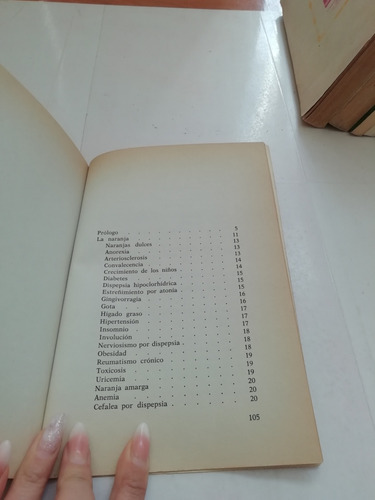 Prólogo . . . . . . . . . . . 5
La naranja . . . . . . . . . . 11
Naranjas dulces . . . . . . . . 13
Anorexia . . . . . . . . . . 13
Arteriosclerosis . . . . . . . . 13
Convalecencia . . . . . . . . 14
Crecimiento de los niños . . . . . 14
Diabetes . . . . . . . . . . 14
Dispepsia hipoclorhídrica . . . . . 15
Estreñimiento por atonía . . . . . 15
Gingivorragia . . . . . . . . 16
Gota . . . . . . . . . . . 16
Hígado graso . . . . . . . . 17
Hipertensión . . . . . . . . . 17
Insomnio . . . . . . . . . . 17
Involución . . . . . . . . . . 18
Nerviosismo por dispepsia . . . . . 18
Obesidad . . . . . . . . . . 18
Reumatismo crónico . . . . . . . 19
Toxicosis . . . . . . . . . . 19
Uricemia . . . . . . . . . . 19
Naranja amarga . . . . . . . . 20
Anemia . . . . . . . . . . 20
Cefalea por dispepsia . . . . . . 20
105